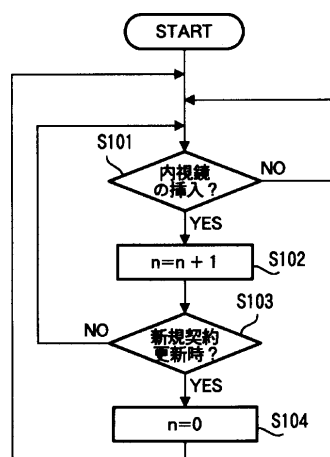 START
S101
内視鏡
の挿入？
NO
YES
n=n + 1
S102
S103
新規契約
更新時？
NO
YES
n=0
S104